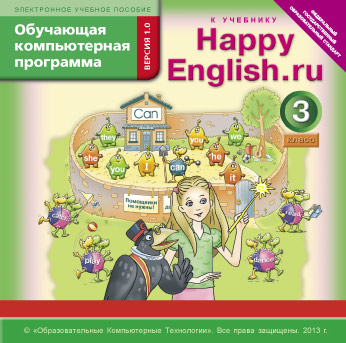 ЭЛЕКТРОННОЕ УЧЕБНОЕ ПОСОБИЕ
Обучающая
компьютерная
программа
ВЕРСИЯ 1.0
К УЧЕБНИКУ
Happy
English.ru
ФЕДЕРАЛЬНЫЙ
ГОСУДАРСТВЕННЫЙ
ОБРАЗОВАТЕЛЬНЫЙ СТАНДАРТ
3
КЛАСС
Can
they
you
we
she
you
I
can
he
it
Помощники
не нужны!
play
dance
© «Образовательные Компьютерные Технологии». Все права защищены. 2013 г.